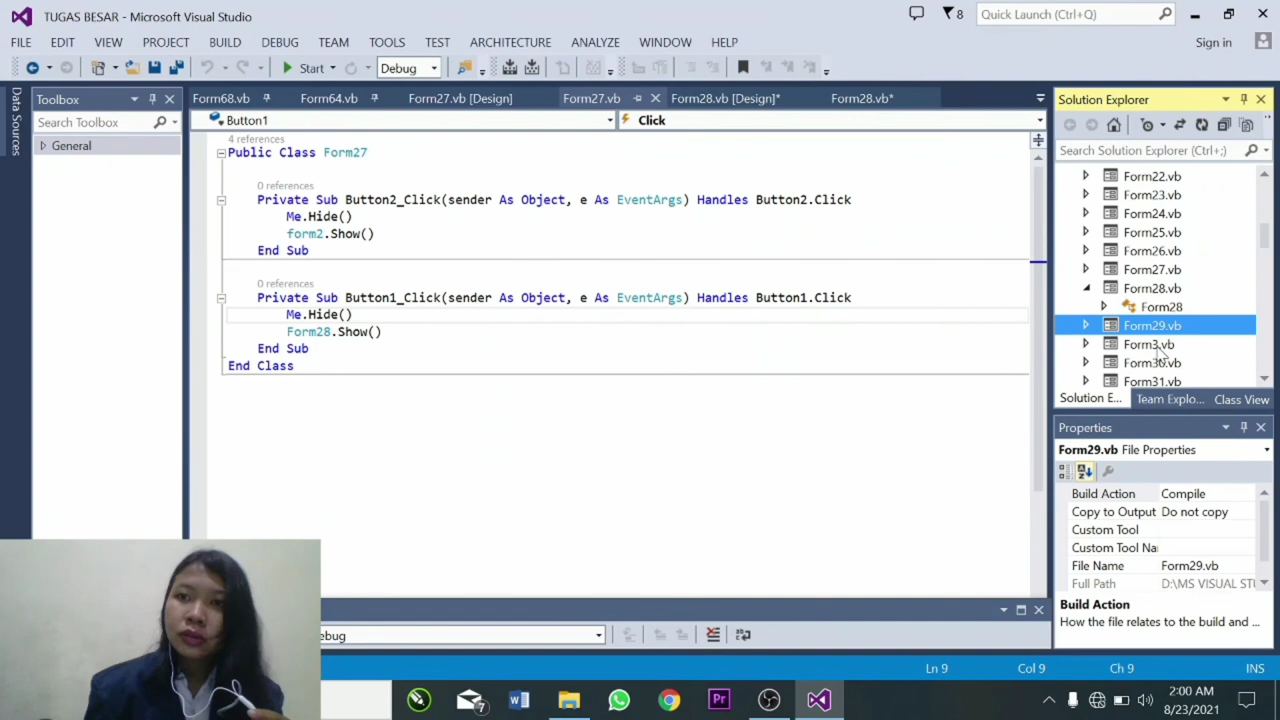 TUGAS BESAR - Microsoft Visual Studio
8
Quick Launch (Ctrl+Q)
FILE EDIT VIEW PROJECT BUILD DEBUG TEAM TOOLS TEST ARCHITECTURE ANALYZE WINDOW HELP
Sign in
Start Debug
Data Sources
Toolbox
Search Toolbox
General
Form68.vb Form64.vb Form27.vb [Design] Form27.vb Form28.vb [Design]* Form28.vb*
Button1 Click
4 references
Public Class Form27
0 references
Private Sub Button2_Click(sender As Object, e As EventArgs) Handles Button2.Click
Me.Hide()
form2.Show()
End Sub
0 references
Private Sub Button1_Click(sender As Object, e As EventArgs) Handles Button1.Click
Me.Hide()
Form28.Show()
End Sub
End Class
Solution Explorer
Search Solution Explorer (Ctrl+;)
Form22.vb
Form23.vb
Form24.vb
Form25.vb
Form26.vb
Form27.vb
Form28.vb
Form28
Form29.vb
Form3.vb
Form30.vb
Form31.vb
Solution E... Team Explo... Class View
Properties
Form29.vb File Properties
Build Action Compile
Copy to Output Do not copy
Custom Tool
Custom Tool Na
File Name Form29.vb
Full Path D:\MS VISUAL STU
Build Action
How the file relates to the build and ...
ebug
Ln 9 Col 9 Ch 9 INS
7
2:00 AM
8/23/2021